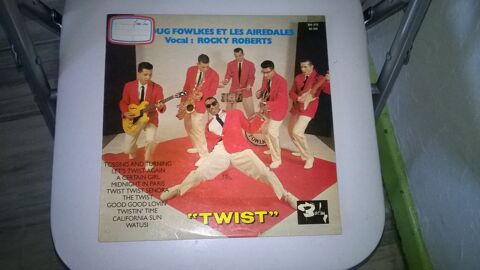 OUG FOWLKES ET LES AIREDALES
Vocal : ROCKY ROBERTS
TOSSING AND TURNING
LET'S TWIST AGAIN
A CERTAIN GIRL
MIDNIGHT IN PARIS
TWIST TWIST SENORA
THE TWIST
GOOD GOOD LOVIN'
TWISTIN' TIME
CALIFORNIA SUN
WATUSI
"TWIST"